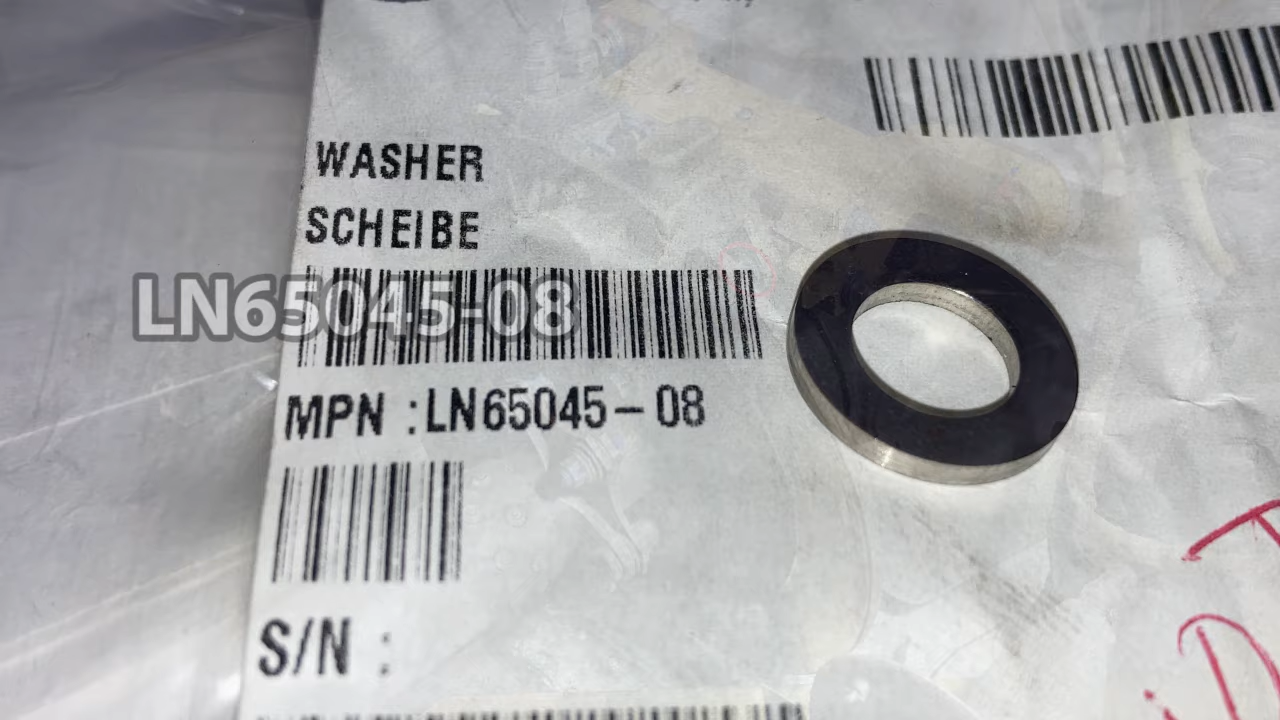 WASHER
SCHEIBE
LN65045-08
MPN :LN65045-08
S/N :